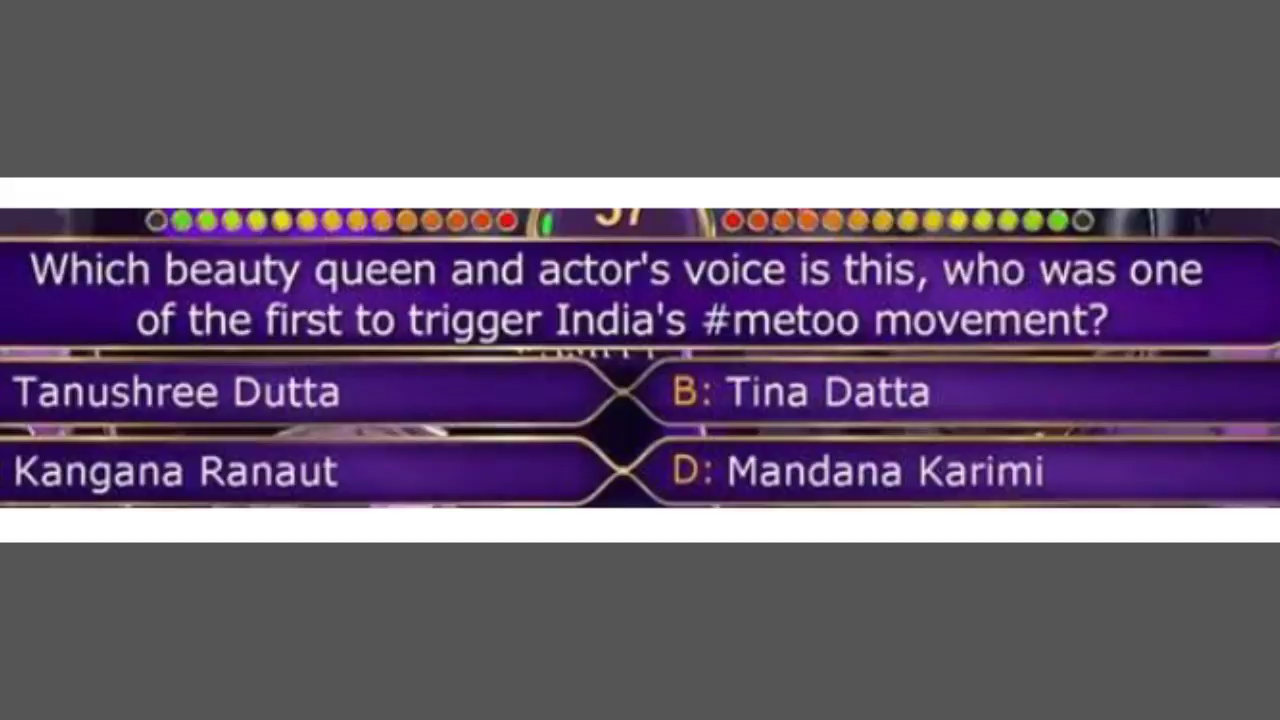 Which beauty queen and actor's voice is this, who was one
of the first to trigger India's #metoo movement?
Tanushree Dutta
B: Tina Datta
Kangana Ranaut
D: Mandana Karimi